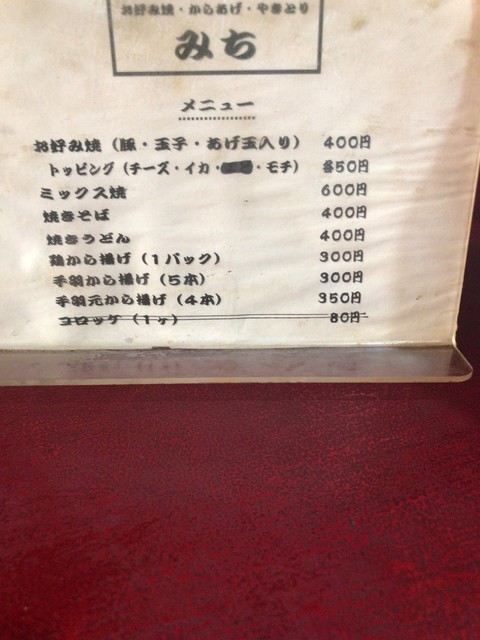 お好み焼・からあげ・やきとり
みち
メニュー
お好み焼（豚・玉子・あげ玉入り） 400円
トッピング（チーズ・イカ・・モチ）各50円
ミックス焼 600円
焼きそば 400円
焼きうどん 400円
鶏から揚げ（1パック） 300円
手羽から揚げ（5本） 300円
手羽元から揚げ（4本） 350円
コロッケ（1ヶ） 80円